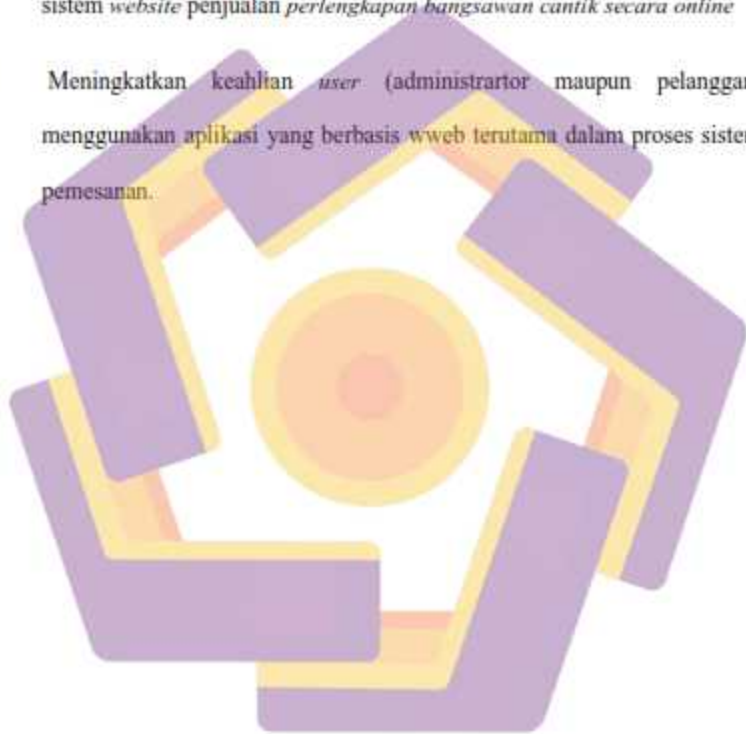 sistem website penjualan perlengkapan bangsawan cantik secara online
Meningkatkan keahlian user (administrartor maupun pelanggan
menggunakan aplikasi yang berbasis wweb terutama dalam proses sistem
pemesanan.